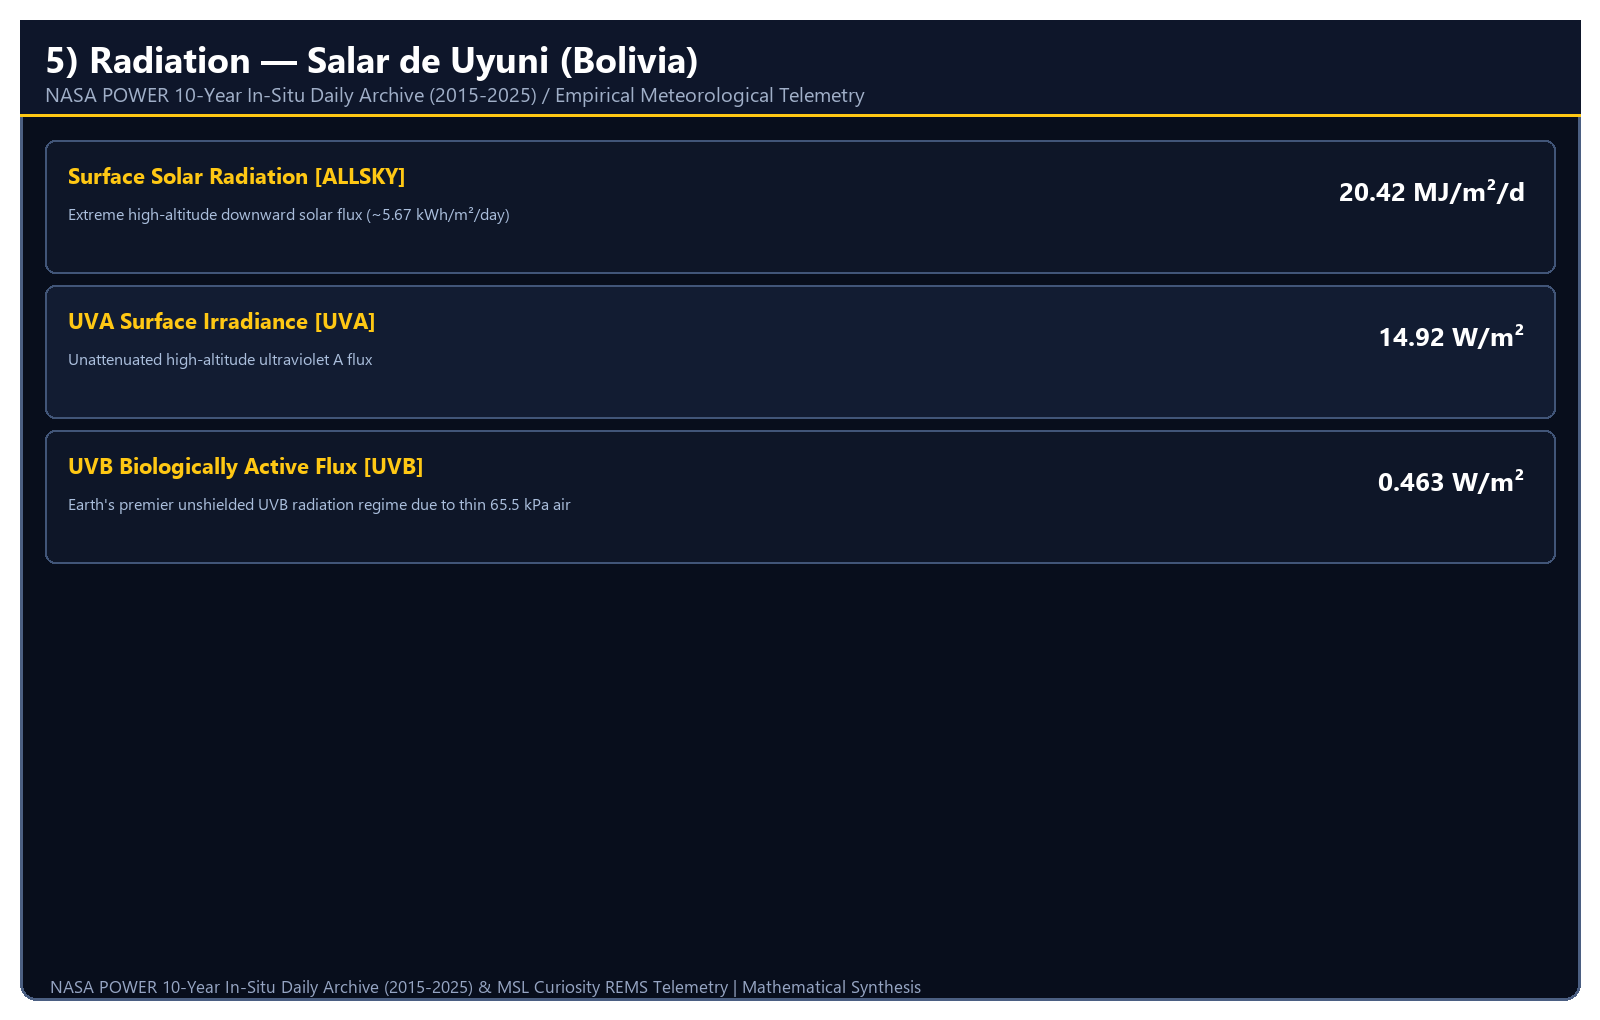 5) Radiation — Salar de Uyuni (Bolivia)
NASA POWER 10-Year In-Situ Daily Archive (2015-2025) / Empirical Meteorological Telemetry
Surface Solar Radiation [ALLSKY]
Extreme high-altitude downward solar flux (~5.67 kWh/m²/day)
20.42 MJ/m²/d
UVA Surface Irradiance [UVA]
Unattenuated high-altitude ultraviolet A flux
14.92 W/m²
UVB Biologically Active Flux [UVB]
Earth's premier unshielded UVB radiation regime due to thin 65.5 kPa air
0.463 W/m²
NASA POWER 10-Year In-Situ Daily Archive (2015-2025) & MSL Curiosity REMS Telemetry | Mathematical Synthesis